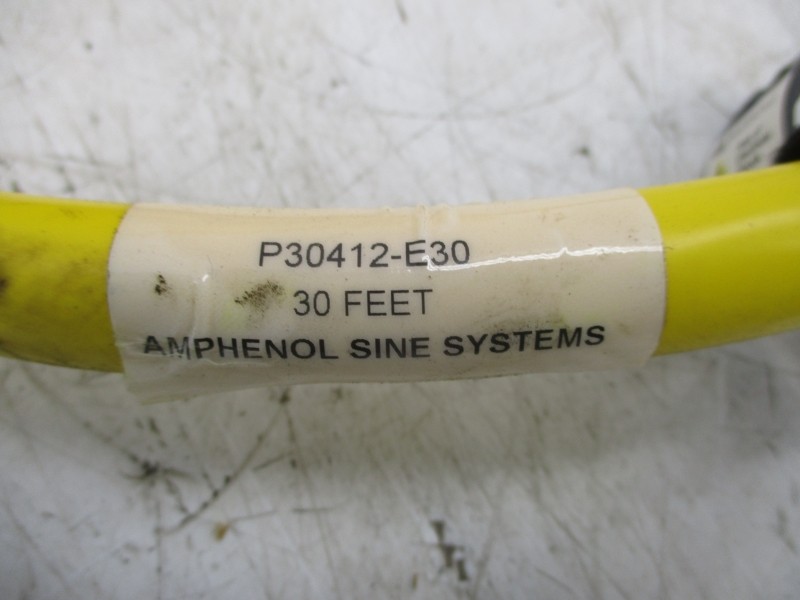 P30412-E30
30 FEET
AMPHENOL SINE SYSTEMS